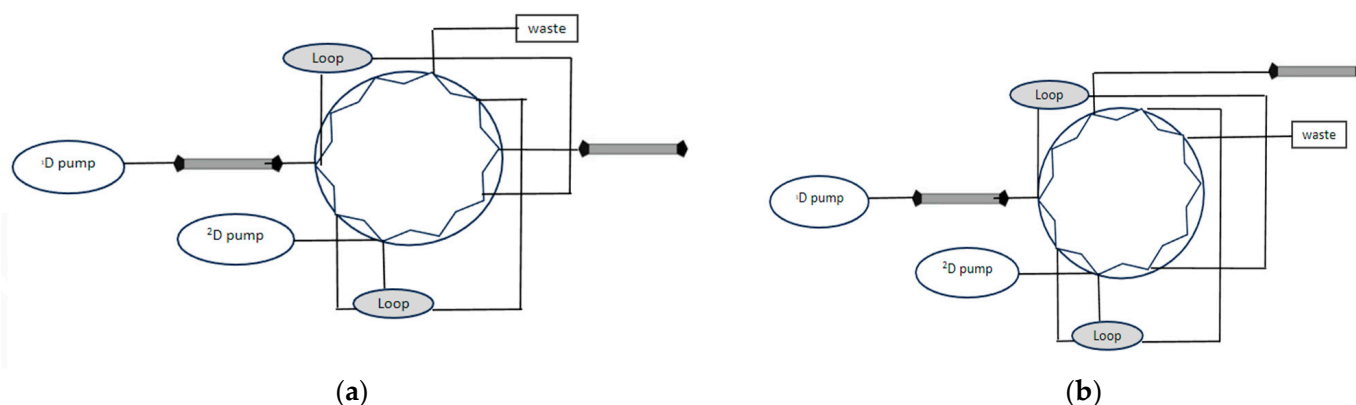 waste
Loop
¹D pump
²D pump
Loop
(a)
Loop
waste
¹D pump
²D pump
Loop
(b)